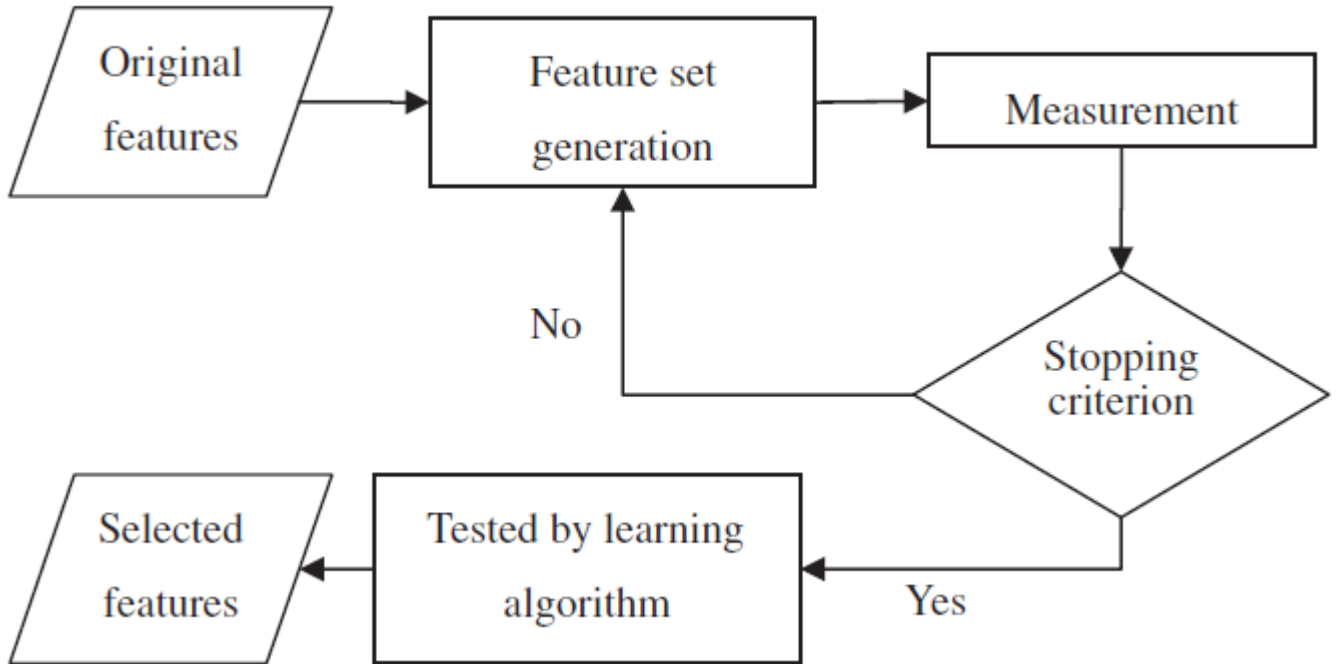 Original
features
Feature set
generation
Measurement
Stopping
criterion
No
Yes
Tested by learning
algorithm
Selected
features